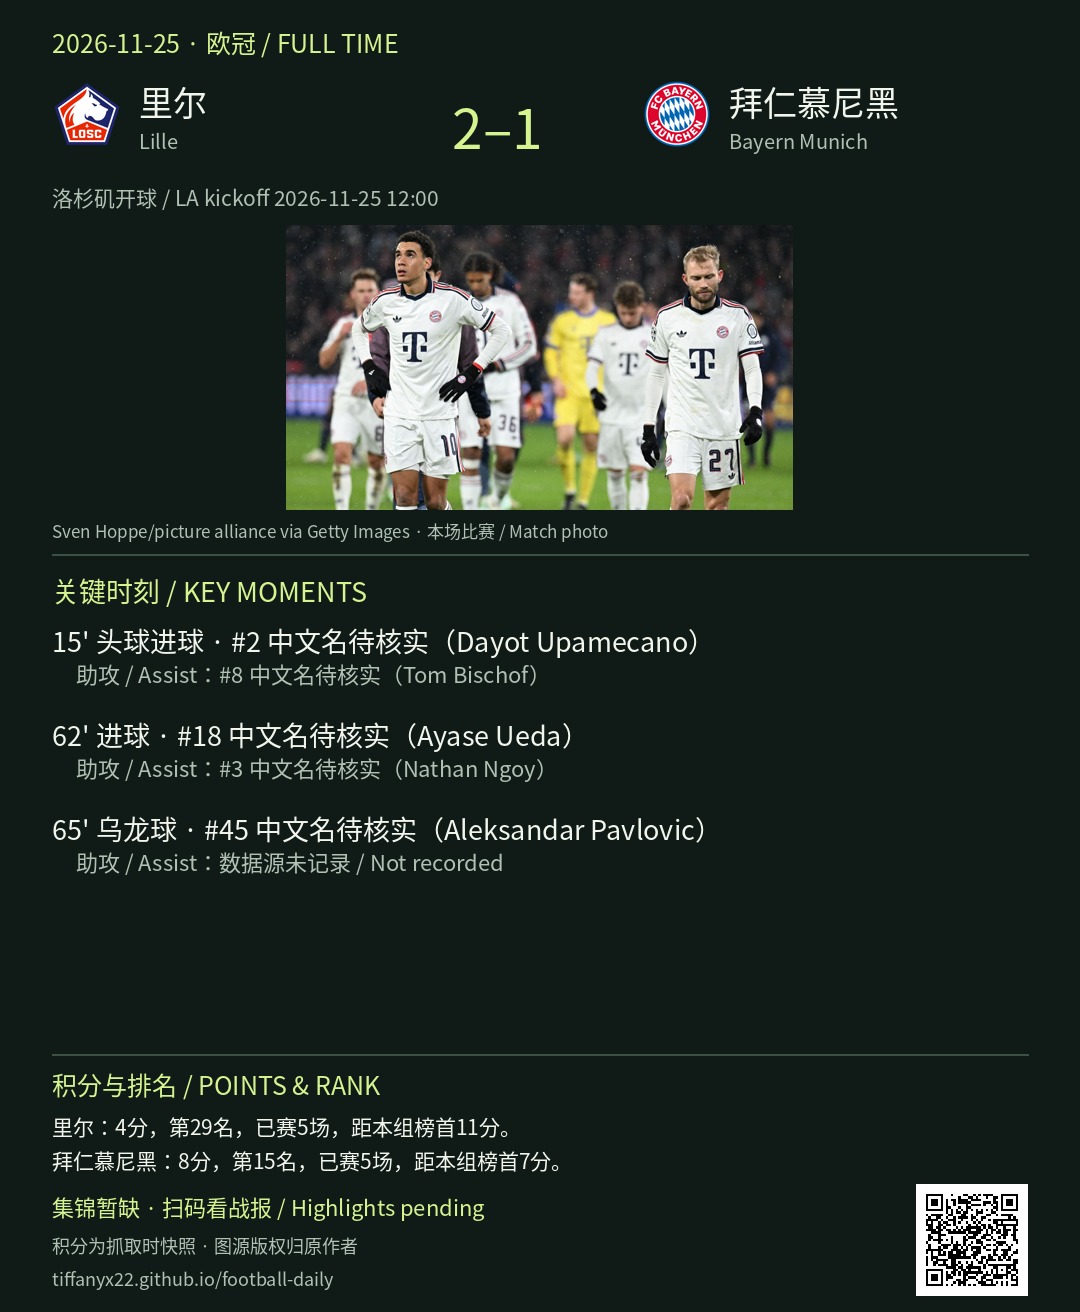 2026-11-25 · 欧冠 / FULL TIME
里尔
Lille
LOSC
2–1
FC BAYERN MÜNCHEN
拜仁慕尼黑
Bayern Munich
洛杉矶开球 / LA kickoff 2026-11-25 12:00
T
10
36
T
T
27
Sven Hoppe/picture alliance via Getty Images · 本场比赛 / Match photo
关键时刻 / KEY MOMENTS
15' 头球进球 · #2 中文名待核实（Dayot Upamecano）
助攻 / Assist：#8 中文名待核实（Tom Bischof）
62' 进球 · #18 中文名待核实（Ayase Ueda）
助攻 / Assist：#3 中文名待核实（Nathan Ngoy）
65' 乌龙球 · #45 中文名待核实（Aleksandar Pavlovic）
助攻 / Assist：数据源未记录 / Not recorded
积分与排名 / POINTS & RANK
里尔：4分，第29名，已赛5场，距本组榜首11分。
拜仁慕尼黑：8分，第15名，已赛5场，距本组榜首7分。
集锦暂缺 · 扫码看战报 / Highlights pending
积分为抓取时快照 · 图源版权归原作者
tiffanyx22.github.io/football-daily